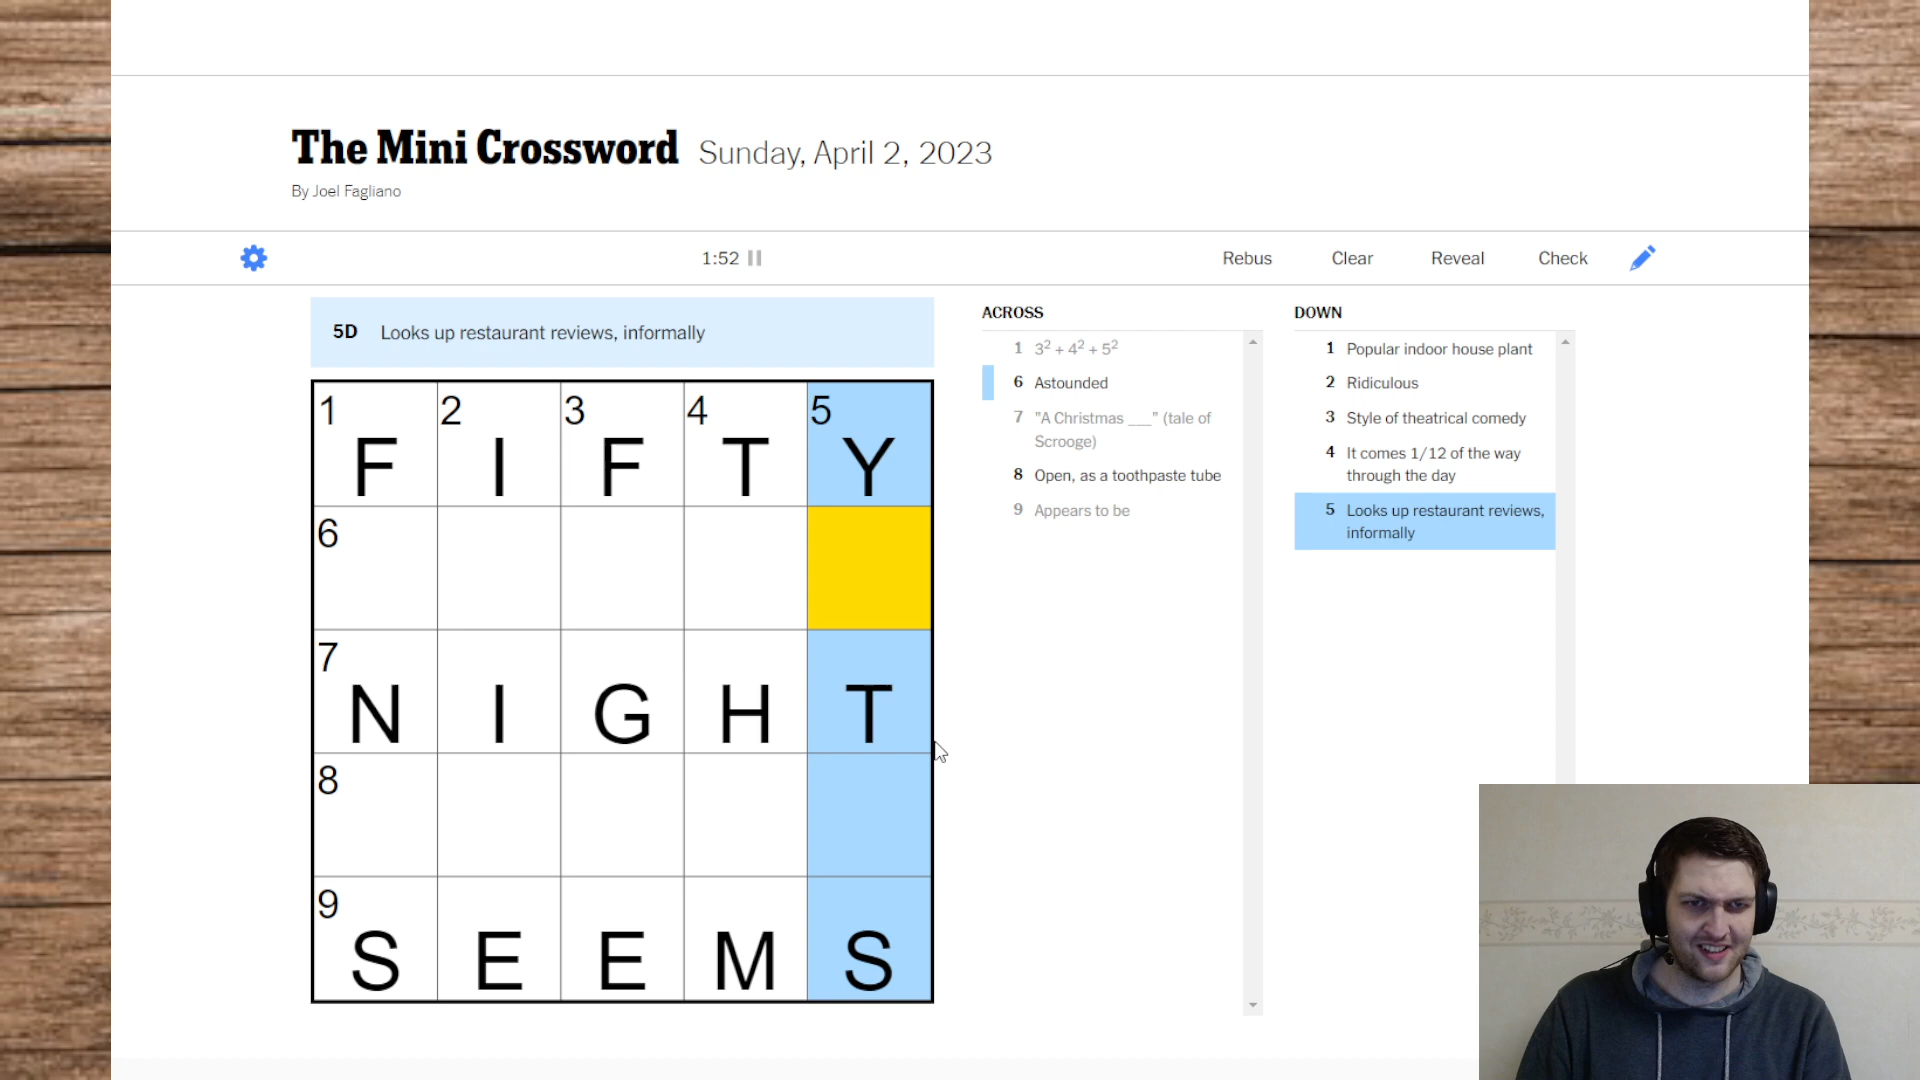 The Mini Crossword Sunday, April 2, 2023
By Joel Fagliano
1:52
Rebus Clear Reveal Check
5D Looks up restaurant reviews, informally
1 F 2 I 3 F 4 T 5 Y
6
7 N I G H T
8
9 S E E M S
ACROSS
1 3² + 4² + 5²
6 Astounded
7 "A Christmas ___" (tale of
Scrooge)
8 Open, as a toothpaste tube
9 Appears to be
DOWN
1 Popular indoor house plant
2 Ridiculous
3 Style of theatrical comedy
4 It comes 1/12 of the way
through the day
5 Looks up restaurant reviews,
informally